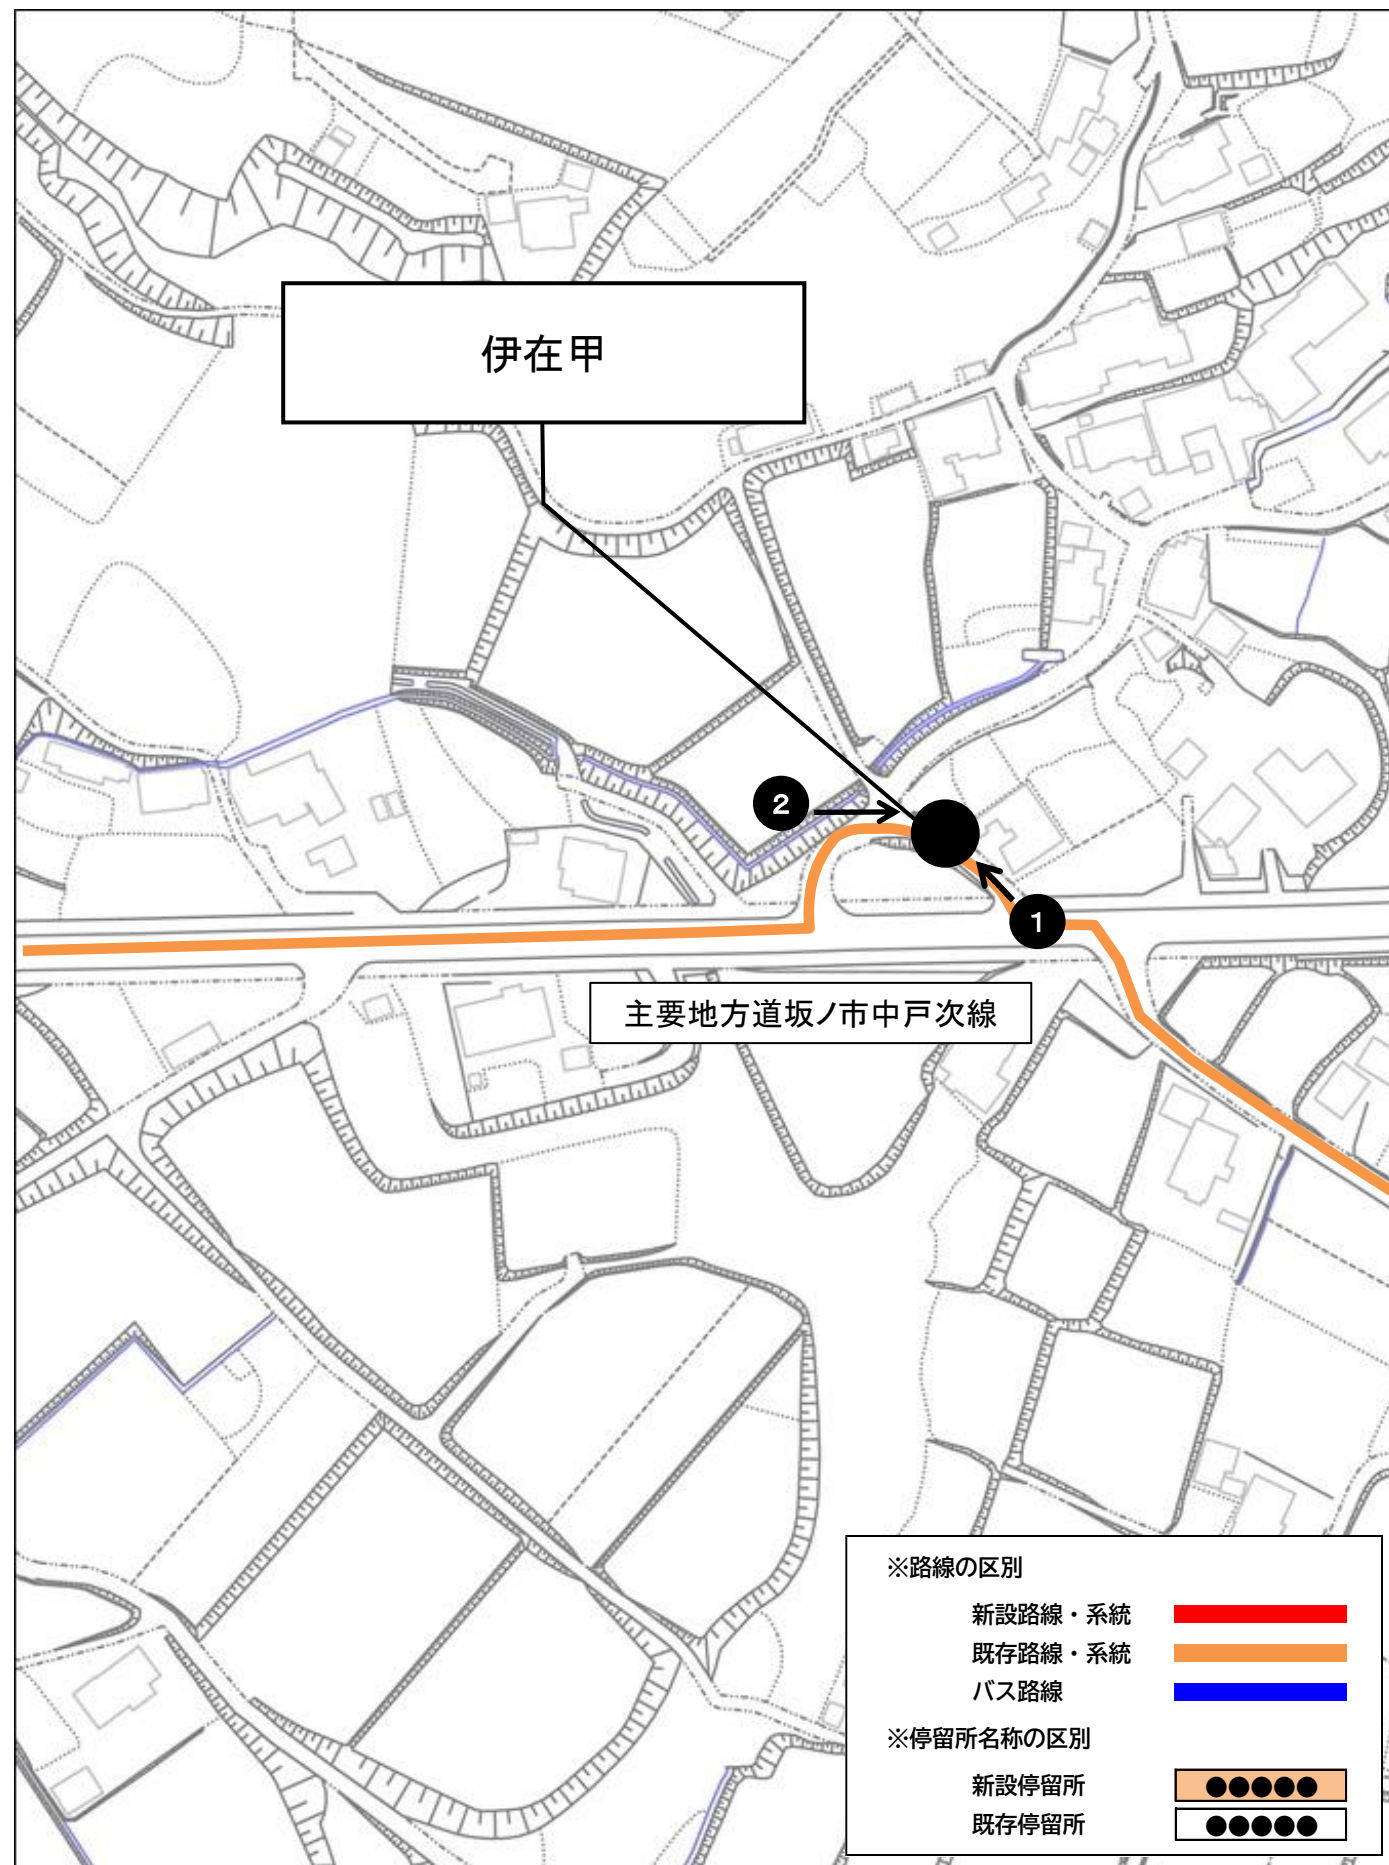 伊在甲
2
1
主要地方道坂ノ市中戸次線
※路線の区別
新設路線・系統
既存路線・系統
バス路線
※停留所名称の区別
新設停留所
●●●●●
既存停留所
●●●●●